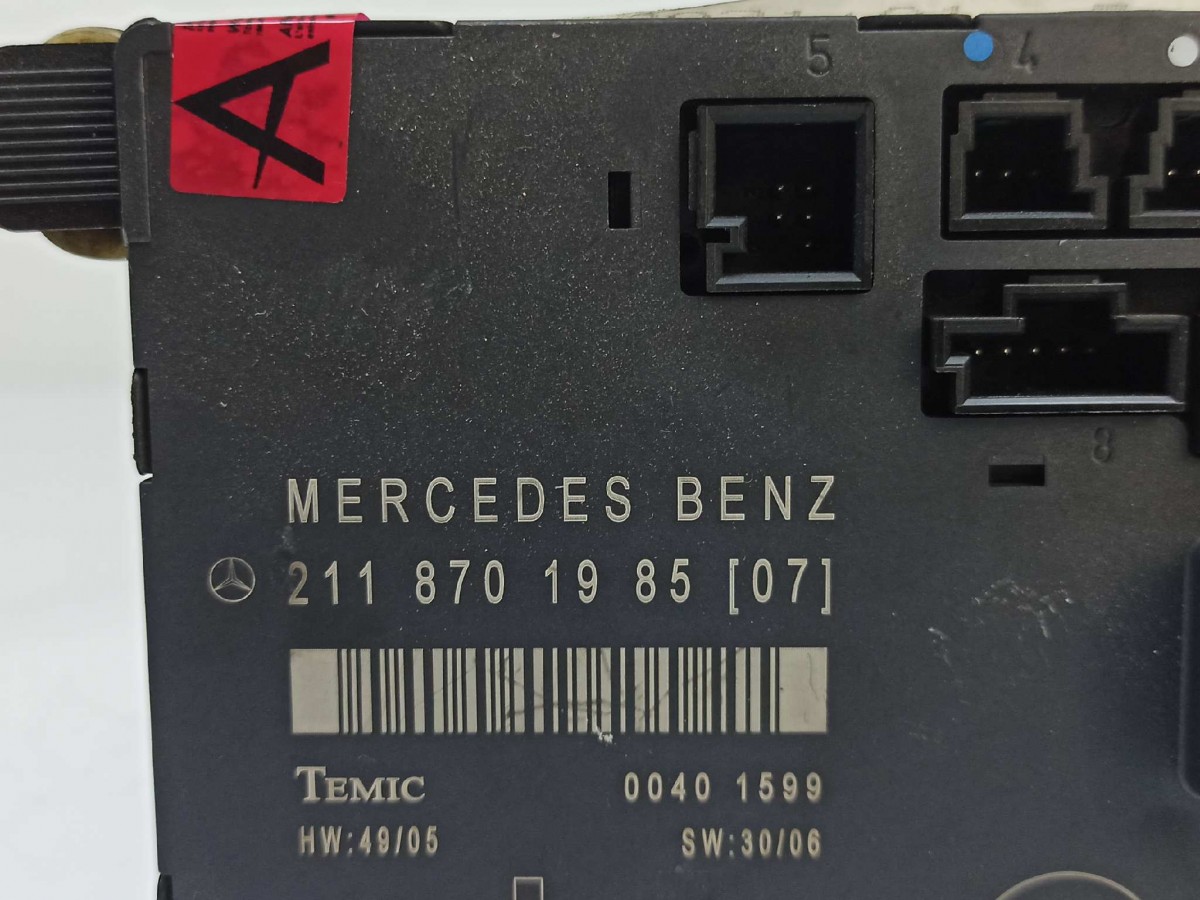 A
5
4
8
MERCEDES BENZ
211 870 19 85 [07]
TEMIC 0040 1599
HW:49/05 SW:30/06